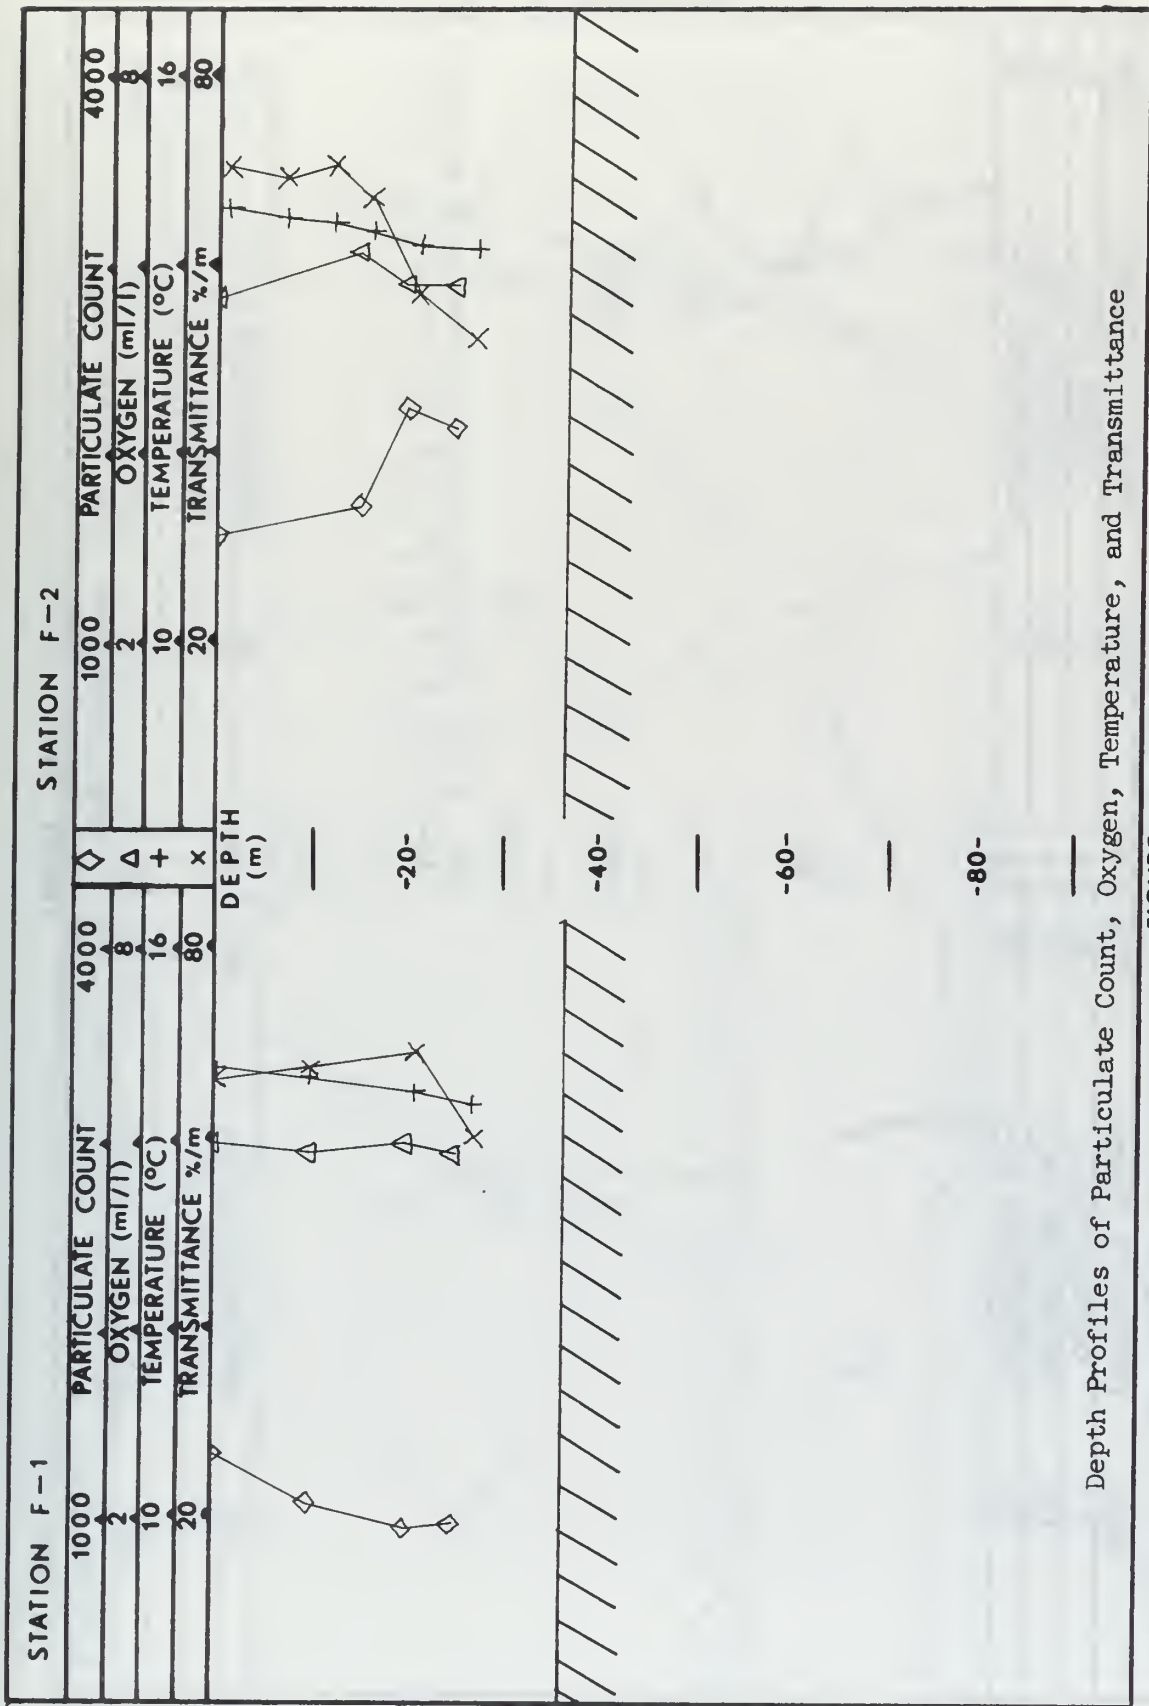 STATION F-1
1000 PARTICULATE COUNT 4000
2 OXYGEN (ml/l) 8
10 TEMPERATURE (°C) 16
20 TRANSMITTANCE %/m 80
◇
Δ
+
x
STATION F-2
1000 PARTICULATE COUNT 4000
2 OXYGEN (ml/l) 8
10 TEMPERATURE (°C) 16
20 TRANSMITTANCE %/m 80
DEPTH
(m)
-20-
-40-
-60-
-80-
Depth Profiles of Particulate Count, Oxygen, Temperature, and Transmittance